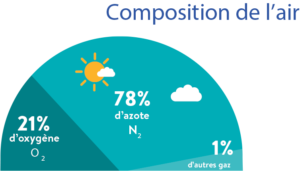 Composition de l'air
78%
d'azote
N2
21%
d'oxygène
O2
1%
d'autres gaz